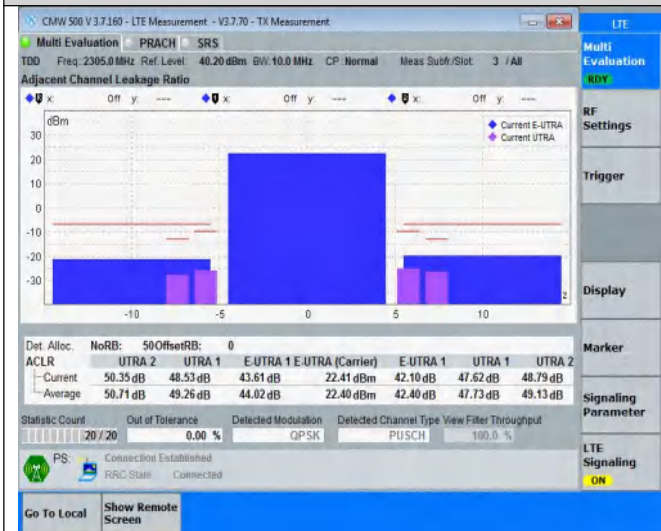 CMW 500 V 3.7.160 - LTE Measurement - V3.7.70 - TX Measurement
LTE
Multi Evaluation PRACH SRS
TDD Freq.: 2305.0 MHz Ref. Level: 40.20 dBm BW: 10.0 MHz CP: Normal Meas Subfr./Slot: 3 / All
Adjacent Channel Leakage Ratio
x: Off y: --- x: Off y: --- x: Off y: ---
dBm
Current E-UTRA
Current UTRA
30
20
10
0
-10
-20
-30
z
-10 -5 0 5 10
Det. Alloc. NoRB: 50 OffsetRB: 0
ACLR UTRA 2 UTRA 1 E-UTRA 1 E-UTRA (Carrier) E-UTRA 1 UTRA 1 UTRA 2
Current 50.35 dB 48.53 dB 43.61 dB 22.41 dBm 42.10 dB 47.62 dB 48.79 dB
Average 50.71 dB 49.26 dB 44.02 dB 22.40 dBm 42.40 dB 47.73 dB 49.13 dB
Statistic Count Out of Tolerance Detected Modulation Detected Channel Type View Filter Throughput
20 / 20 0.00 % QPSK PUSCH 100.0 %
PS: Connection Established
RRC State Connected
Multi
Evaluation
RDY
RF
Settings
Trigger
Display
Marker
Signaling
Parameter
LTE
Signaling
ON
Go To Local
Show Remote
Screen